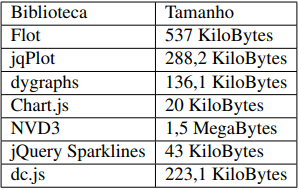 Biblioteca Tamanho
Flot 537 KiloBytes
jqPlot 288,2 KiloBytes
dygraphs 136,1 KiloBytes
Chart.js 20 KiloBytes
NVD3 1,5 MegaBytes
jQuery Sparklines 43 KiloBytes
dc.js 223,1 KiloBytes